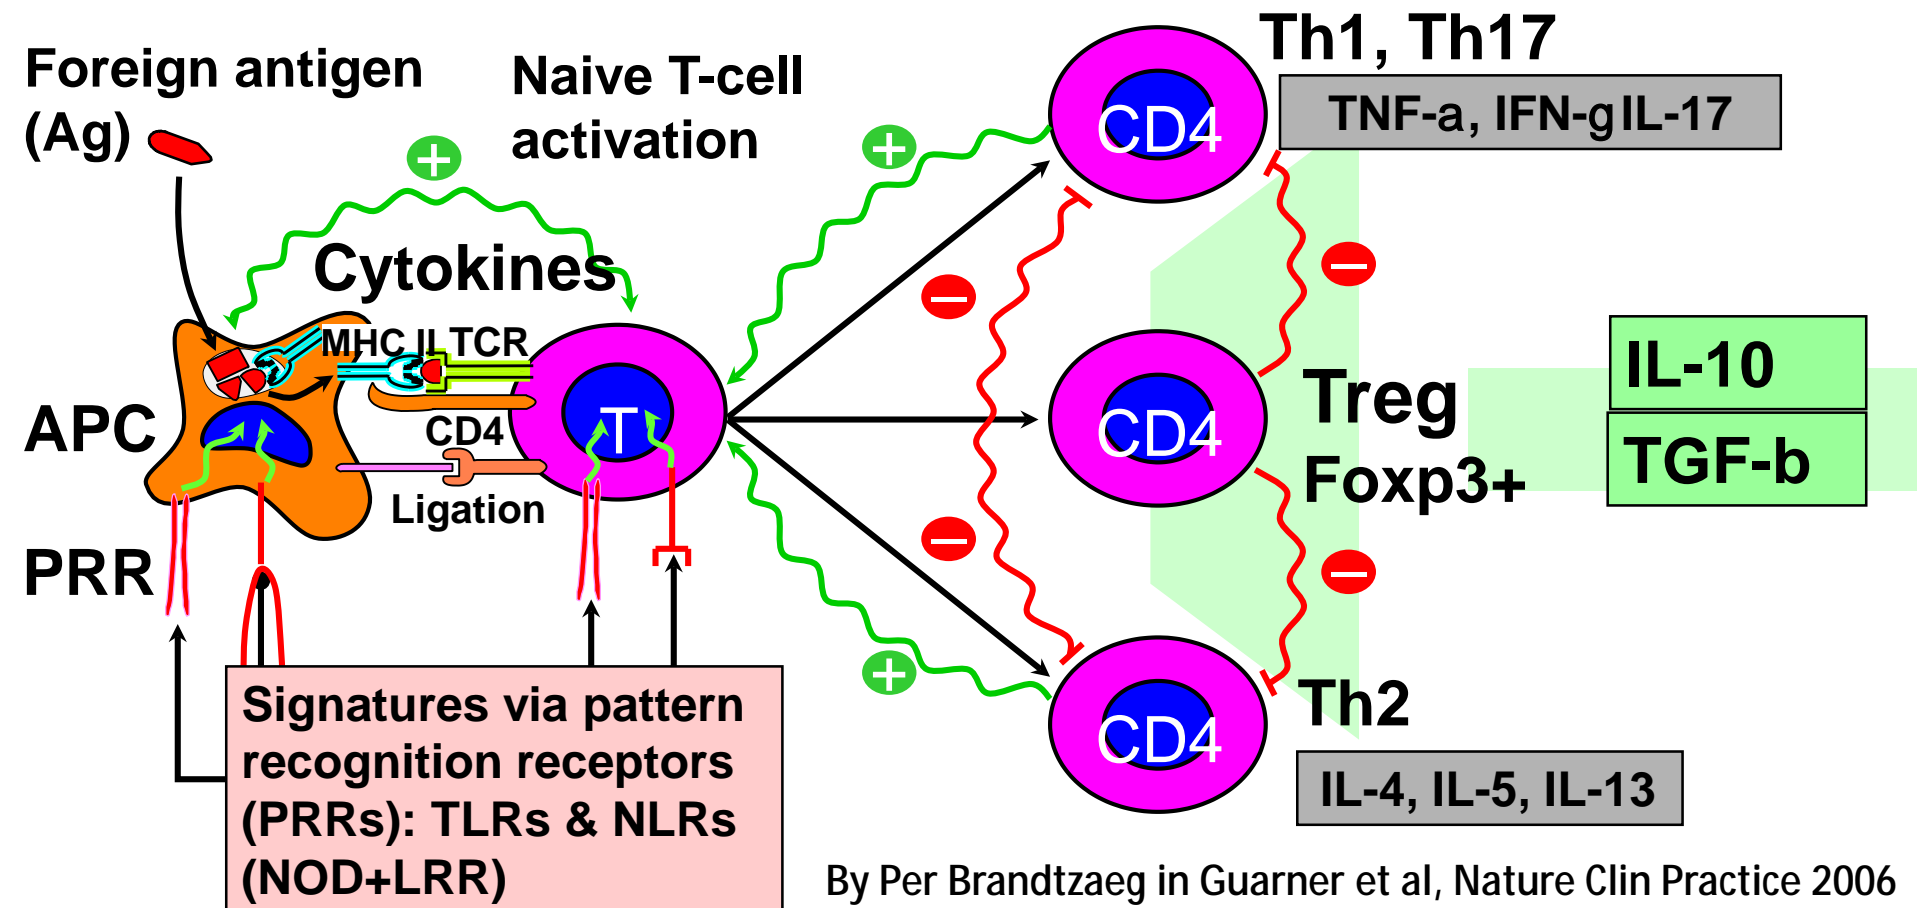 Foreign antigen
(Ag)
Naive T-cell
activation
+
Cytokines
MHC II TCR
APC
CD4
T
Ligation
PRR
Signatures via pattern
recognition receptors
(PRRs): TLRs & NLRs
(NOD+LRR)
+
–
–
+
CD4
Th1, Th17
TNF-a, IFN-g IL-17
–
CD4
Treg
Foxp3+
IL-10
TGF-b
–
CD4
Th2
IL-4, IL-5, IL-13
By Per Brandtzaeg in Guarner et al, Nature Clin Practice 2006